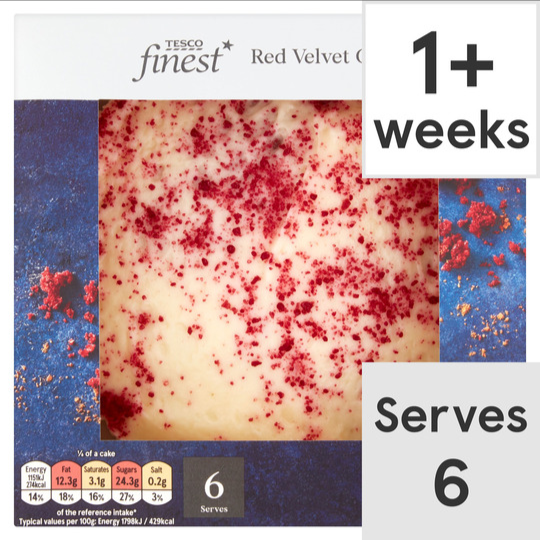 TESCO
finest*
Red Velvet
1+
weeks
Serves
6
1/6 of a cake
Energy
1151kJ
274kcal
14%
Fat
12.3g
18%
Saturates
3.1g
16%
Sugars
24.3g
27%
Salt
0.2g
3%
of the reference intake*
Typical values per 100g: Energy 1798kJ / 429kcal
6
Serves